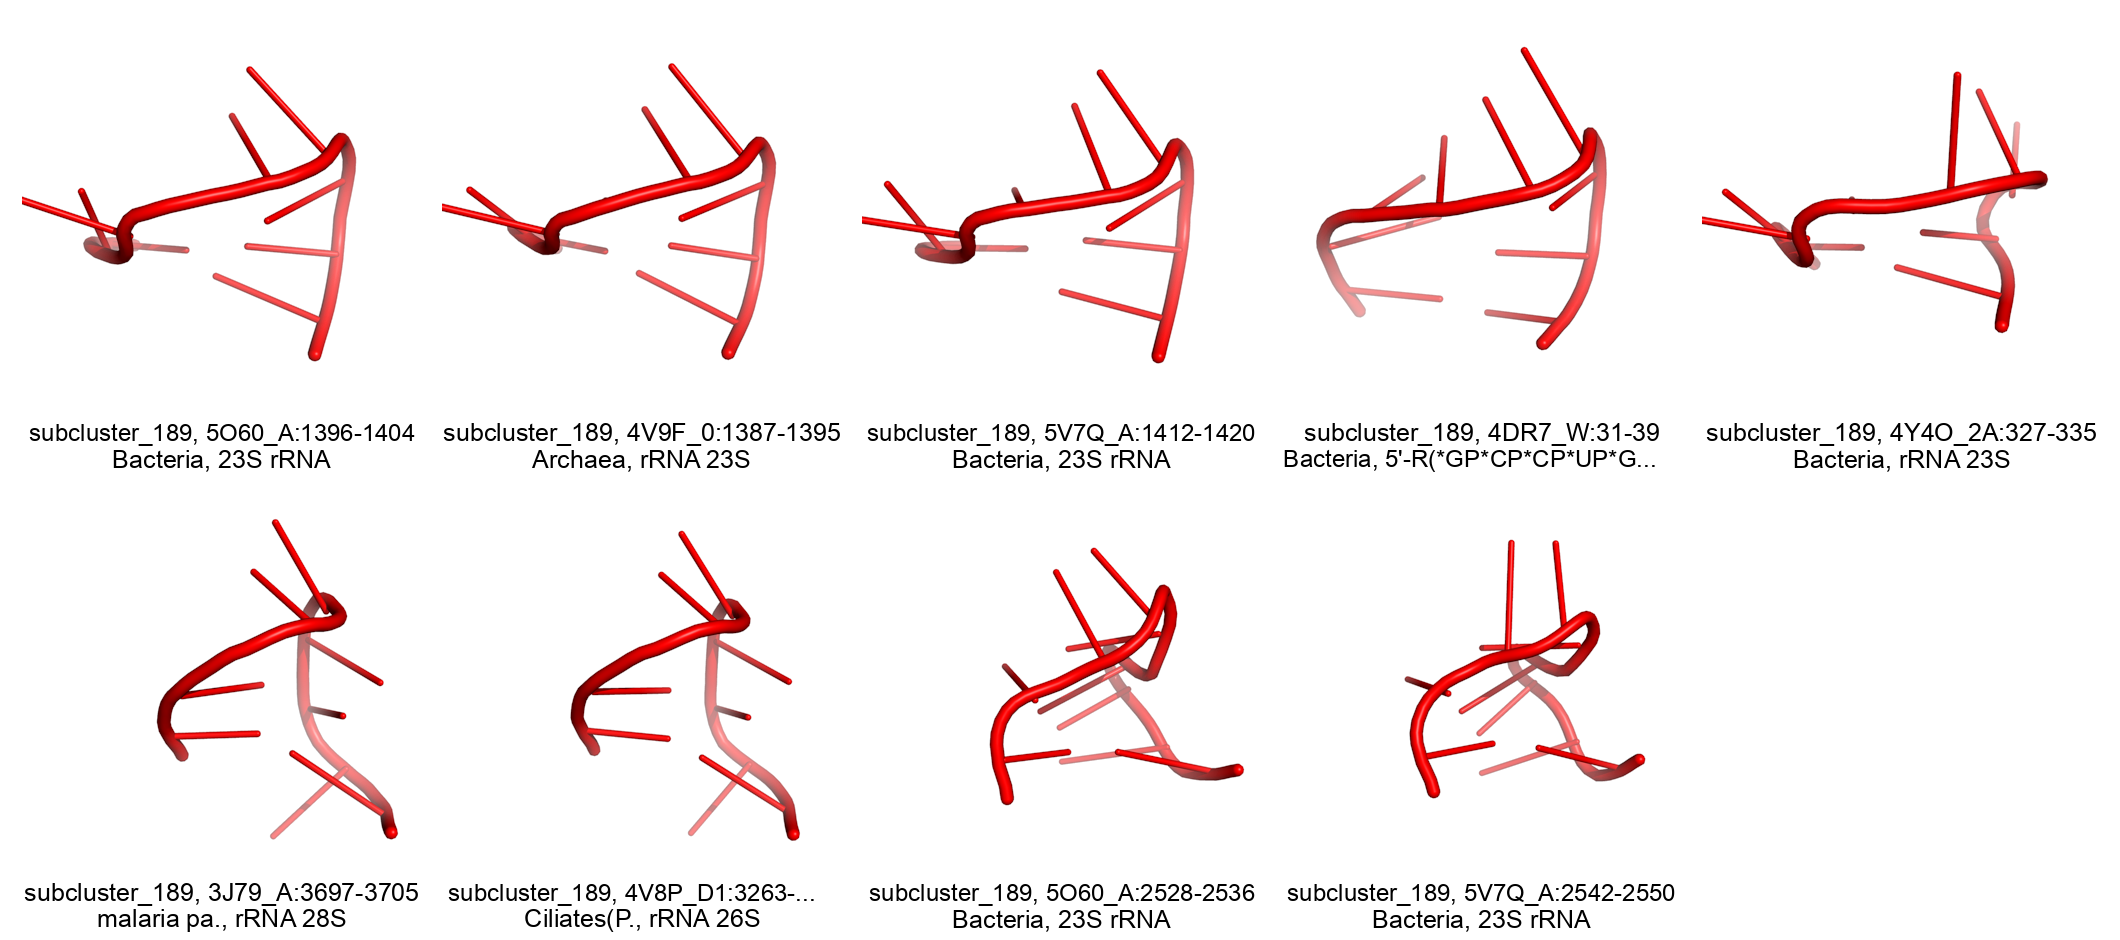 subcluster_189, 5O60_A:1396-1404
Bacteria, 23S rRNA
subcluster_189, 4V9F_0:1387-1395
Archaea, rRNA 23S
subcluster_189, 5V7Q_A:1412-1420
Bacteria, 23S rRNA
subcluster_189, 4DR7_W:31-39
Bacteria, 5'-R(*GP*CP*CP*UP*G...
subcluster_189, 4Y4O_2A:327-335
Bacteria, rRNA 23S
subcluster_189, 3J79_A:3697-3705
malaria pa., rRNA 28S
subcluster_189, 4V8P_D1:3263-...
Ciliates(P., rRNA 26S
subcluster_189, 5O60_A:2528-2536
Bacteria, 23S rRNA
subcluster_189, 5V7Q_A:2542-2550
Bacteria, 23S rRNA